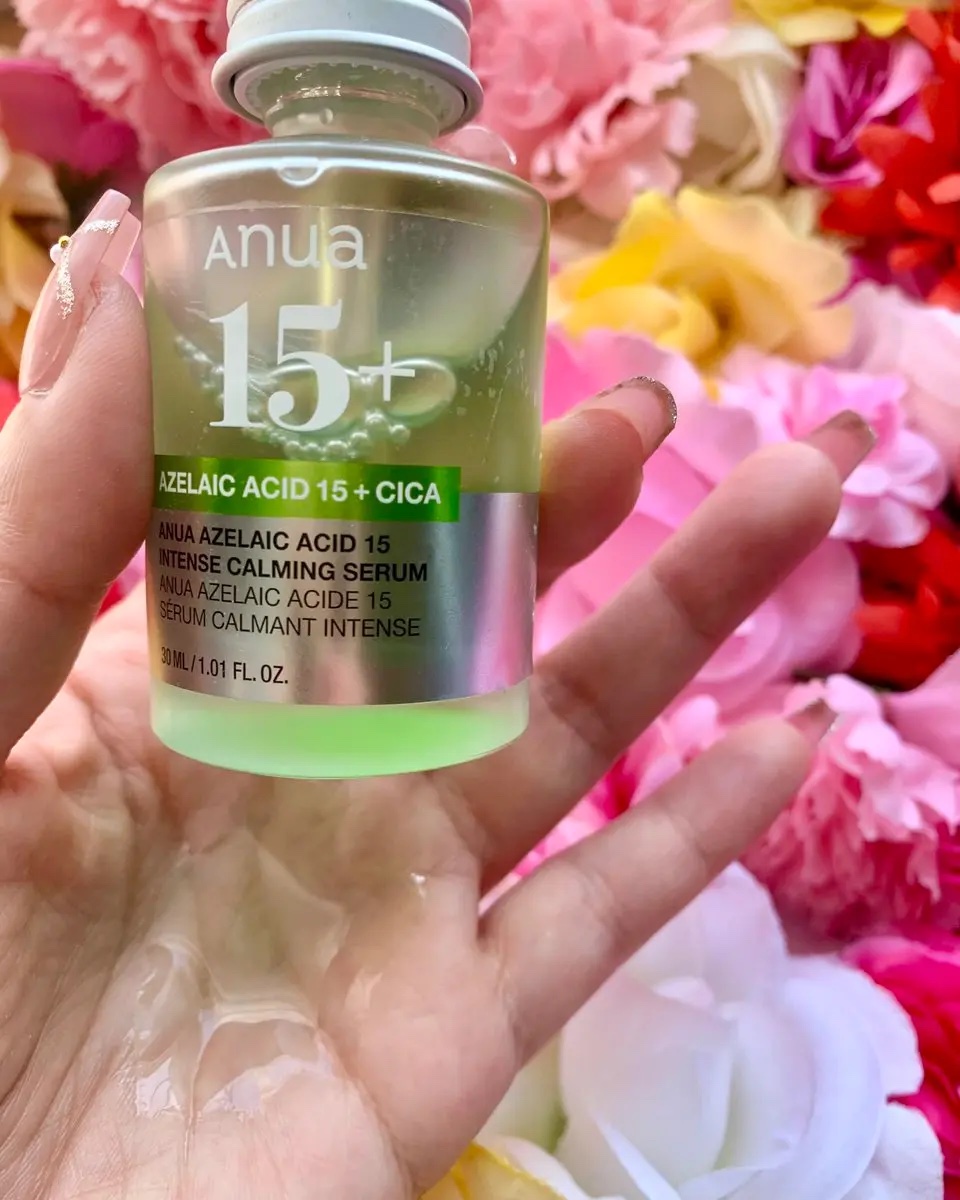 Anua
15+
AZELAIC ACID 15 + CICA
ANUA AZELAIC ACID 15
INTENSE CALMING SERUM
ANUA AZELAIC ACIDE 15
SÉRUM CALMANT INTENSE
30 ML / 1.01 FL. OZ.